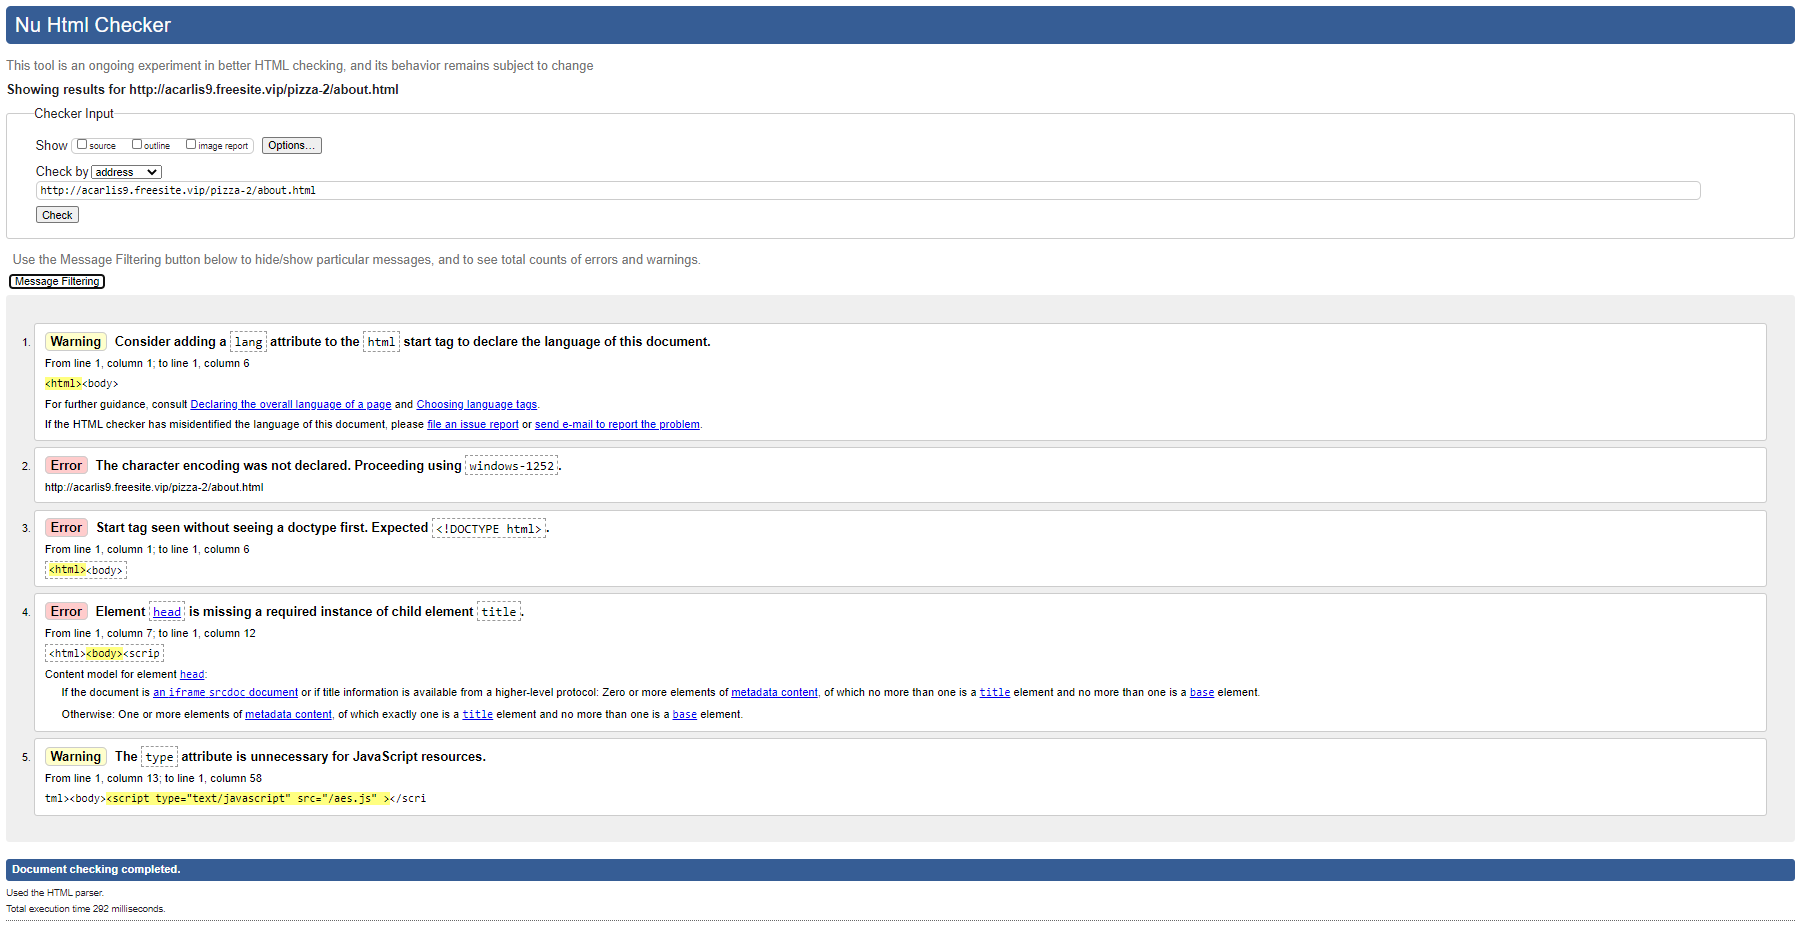 Nu Html Checker
This tool is an ongoing experiment in better HTML checking, and its behavior remains subject to change
Showing results for http://acarlis9.freesite.vip/pizza-2/about.html
Checker Input
Show source outline image report Options...
Check by address
http://acarlis9.freesite.vip/pizza-2/about.html
Check
Use the Message Filtering button below to hide/show particular messages, and to see total counts of errors and warnings.
Message Filtering
1. Warning Consider adding a lang attribute to the html start tag to declare the language of this document.
From line 1, column 1; to line 1, column 6
<html><body>
For further guidance, consult Declaring the overall language of a page and Choosing language tags.
If the HTML checker has misidentified the language of this document, please file an issue report or send e-mail to report the problem.
2. Error The character encoding was not declared. Proceeding using windows-1252.
http://acarlis9.freesite.vip/pizza-2/about.html
3. Error Start tag seen without seeing a doctype first. Expected <!DOCTYPE html>.
From line 1, column 1; to line 1, column 6
<html><body>
4. Error Element head is missing a required instance of child element title.
From line 1, column 7; to line 1, column 12
<html><body><scrip
Content model for element head:
If the document is an iframe srcdoc document or if title information is available from a higher-level protocol: Zero or more elements of metadata content, of which no more than one is a title element and no more than one is a base element.
Otherwise: One or more elements of metadata content, of which exactly one is a title element and no more than one is a base element.
5. Warning The type attribute is unnecessary for JavaScript resources.
From line 1, column 13; to line 1, column 58
tml><body><script type="text/javascript" src="/aes.js" ></scri
Document checking completed.
Used the HTML parser.
Total execution time 292 milliseconds.